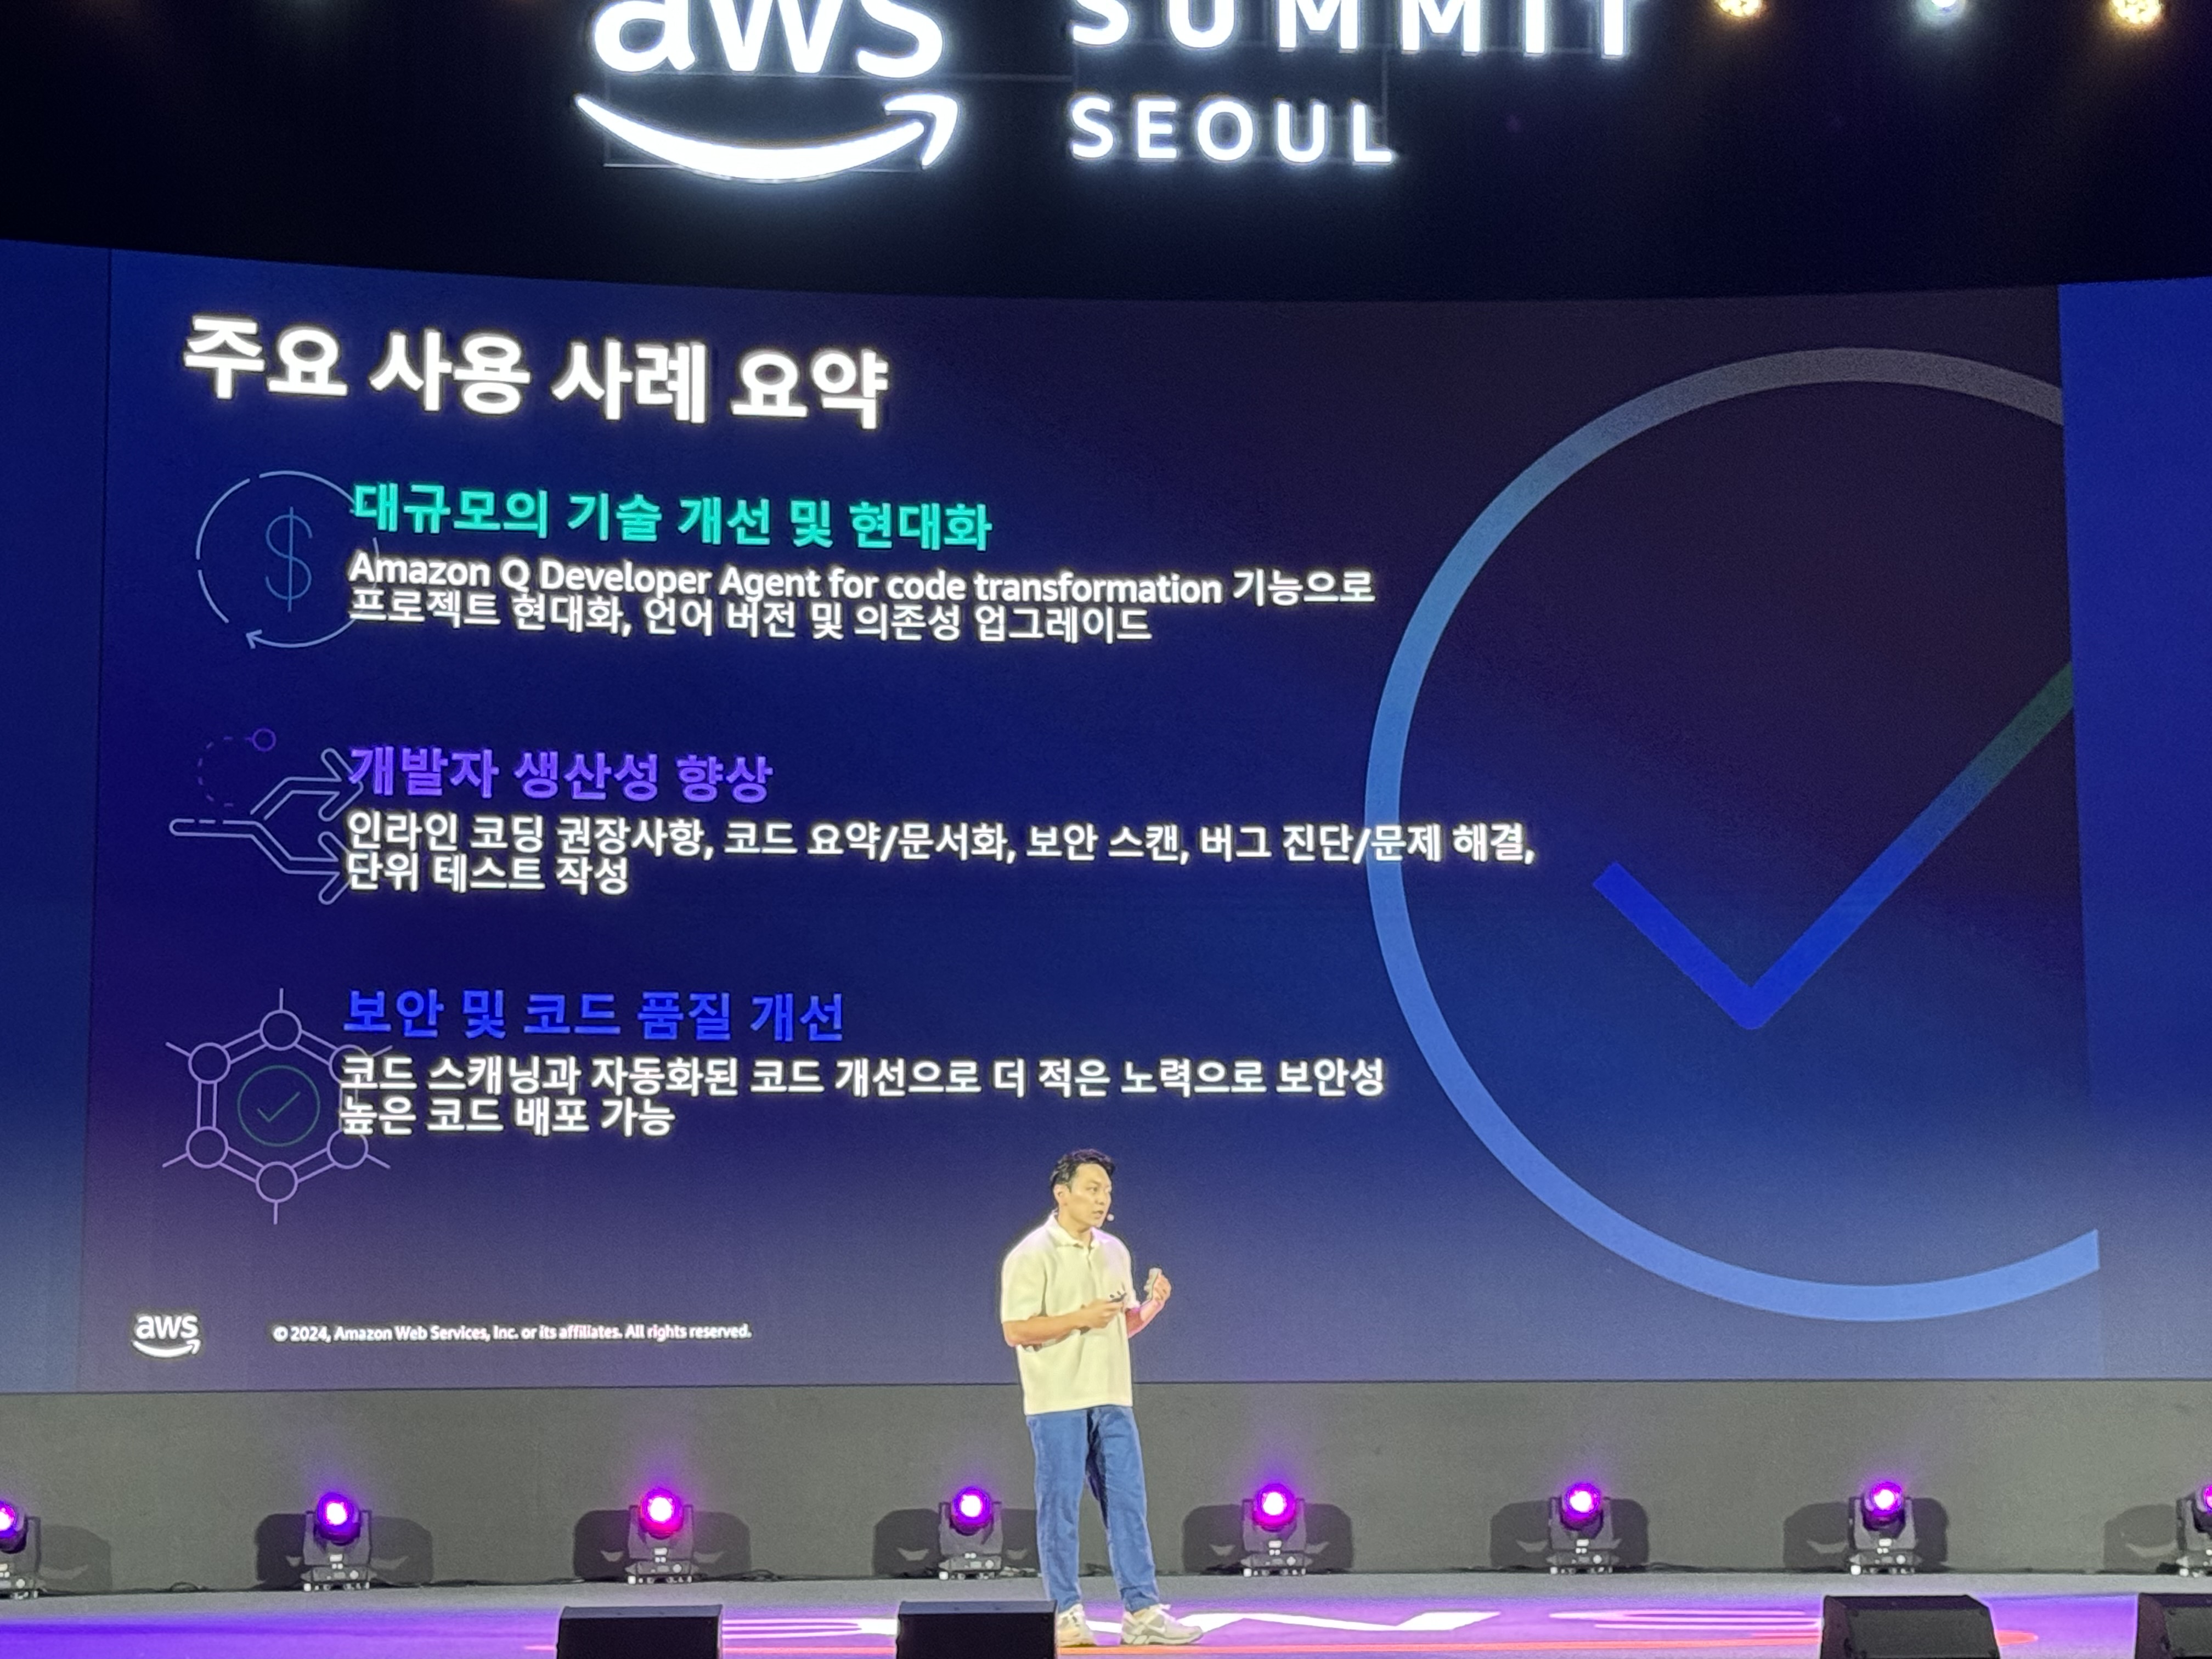 aws SUMMIT
SEOUL
주요 사용 사례 요약
대규모의 기술 개선 및 현대화
Amazon Q Developer Agent for code transformation 기능으로
프로젝트 현대화, 언어 버전 및 의존성 업그레이드
개발자 생산성 향상
인라인 코딩 권장사항, 코드 요약/문서화, 보안 스캔, 버그 진단/문제 해결,
단위 테스트 작성
보안 및 코드 품질 개선
코드 스캐닝과 자동화된 코드 개선으로 더 적은 노력으로 보안성
높은 코드 배포 가능
aws
© 2024, Amazon Web Services, Inc. or its affiliates. All rights reserved.